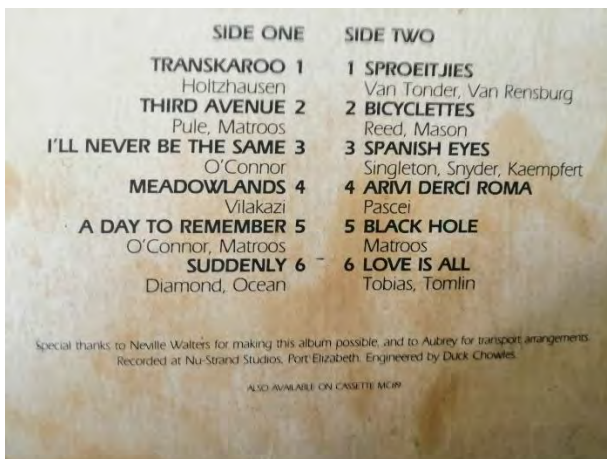 SIDE ONE
TRANSKAROO 1
Holtzhausen
THIRD AVENUE 2
Pule, Matroos
I'LL NEVER BE THE SAME 3
O'Connor
MEADOWLANDS 4
Vilakazi
A DAY TO REMEMBER 5
O'Connor, Matroos
SUDDENLY 6
Diamond, Ocean
SIDE TWO
1 SPROEITJIES
Van Tonder, Van Rensburg
2 BICYCLETTES
Reed, Mason
3 SPANISH EYES
Singleton, Snyder, Kaempfert
4 ARIVI DERCI ROMA
Pascei
5 BLACK HOLE
Matroos
6 LOVE IS ALL
Tobias, Tomlin
Special thanks to Neville Walters for making this album possible, and to Aubrey for transport arrangements.
Recorded at Nu-Strand Studios, Port Elizabeth. Engineered by Duck Chowles.
ALSO AVAILABLE ON CASSETTE MC89